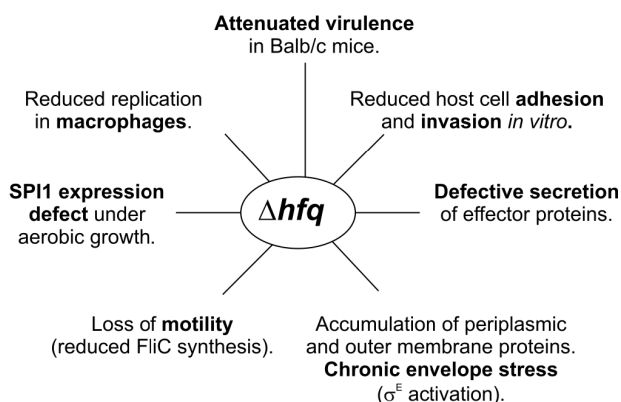 Attenuated virulence
in Balb/c mice.
Reduced replication
in macrophages.
Reduced host cell adhesion
and invasion in vitro.
SPI1 expression
defect under
aerobic growth.
Δhfq
Defective secretion
of effector proteins.
Loss of motility
(reduced FliC synthesis).
Accumulation of periplasmic
and outer membrane proteins.
Chronic envelope stress
(σᴱ activation).